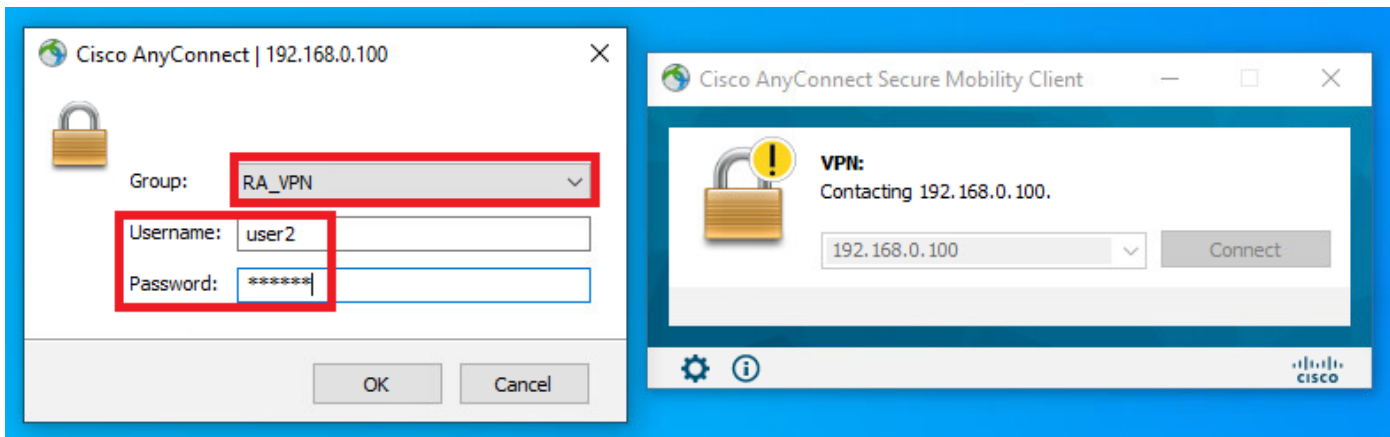 Cisco AnyConnect | 192.168.0.100
Group:
RA_VPN
Username:
user2
Password:
******
OK
Cancel
Cisco AnyConnect Secure Mobility Client
VPN:
Contacting 192.168.0.100.
192.168.0.100
Connect
CISCO